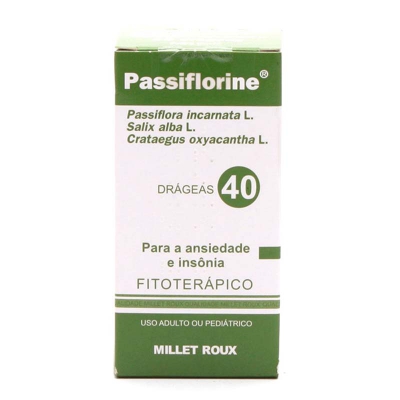 Passiflorine®
Passiflora incarnata L.
Salix alba L.
Crataegus oxyacantha L.
DRÁGEAS 40
Para a ansiedade
e insônia
FITOTERÁPICO
USO ADULTO OU PEDIÁTRICO
MILLET ROUX